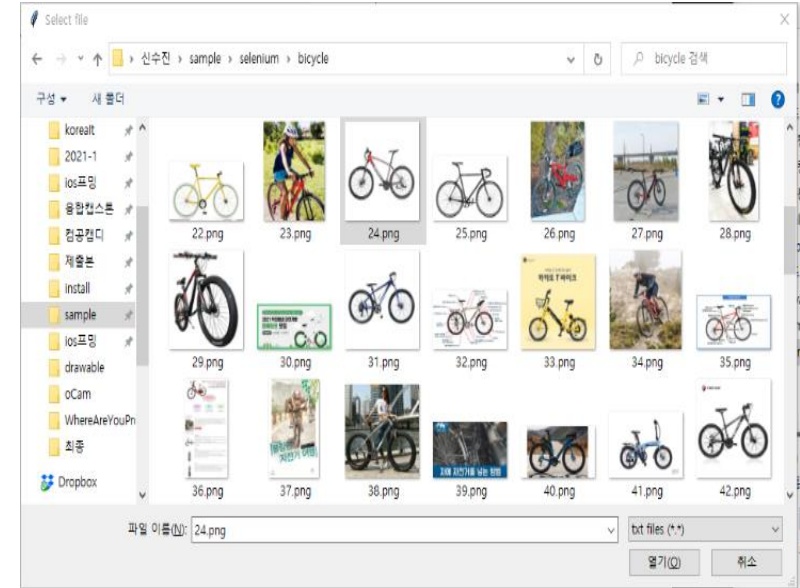 Select file
신수진 › sample › selenium › bicycle
bicycle 검색
구성
새 폴더
korealt
2021-1
ios프밍
융합캡스톤
컴공캡디
제출본
install
sample
ios프밍
drawable
oCam
WhereAreYouPr
최종
Dropbox
22.png
23.png
24.png
25.png
26.png
27.png
28.png
29.png
30.png
31.png
32.png
33.png
34.png
35.png
36.png
37.png
38.png
39.png
40.png
41.png
42.png
파일 이름(N): 24.png
txt files (*.*)
열기(O)
취소